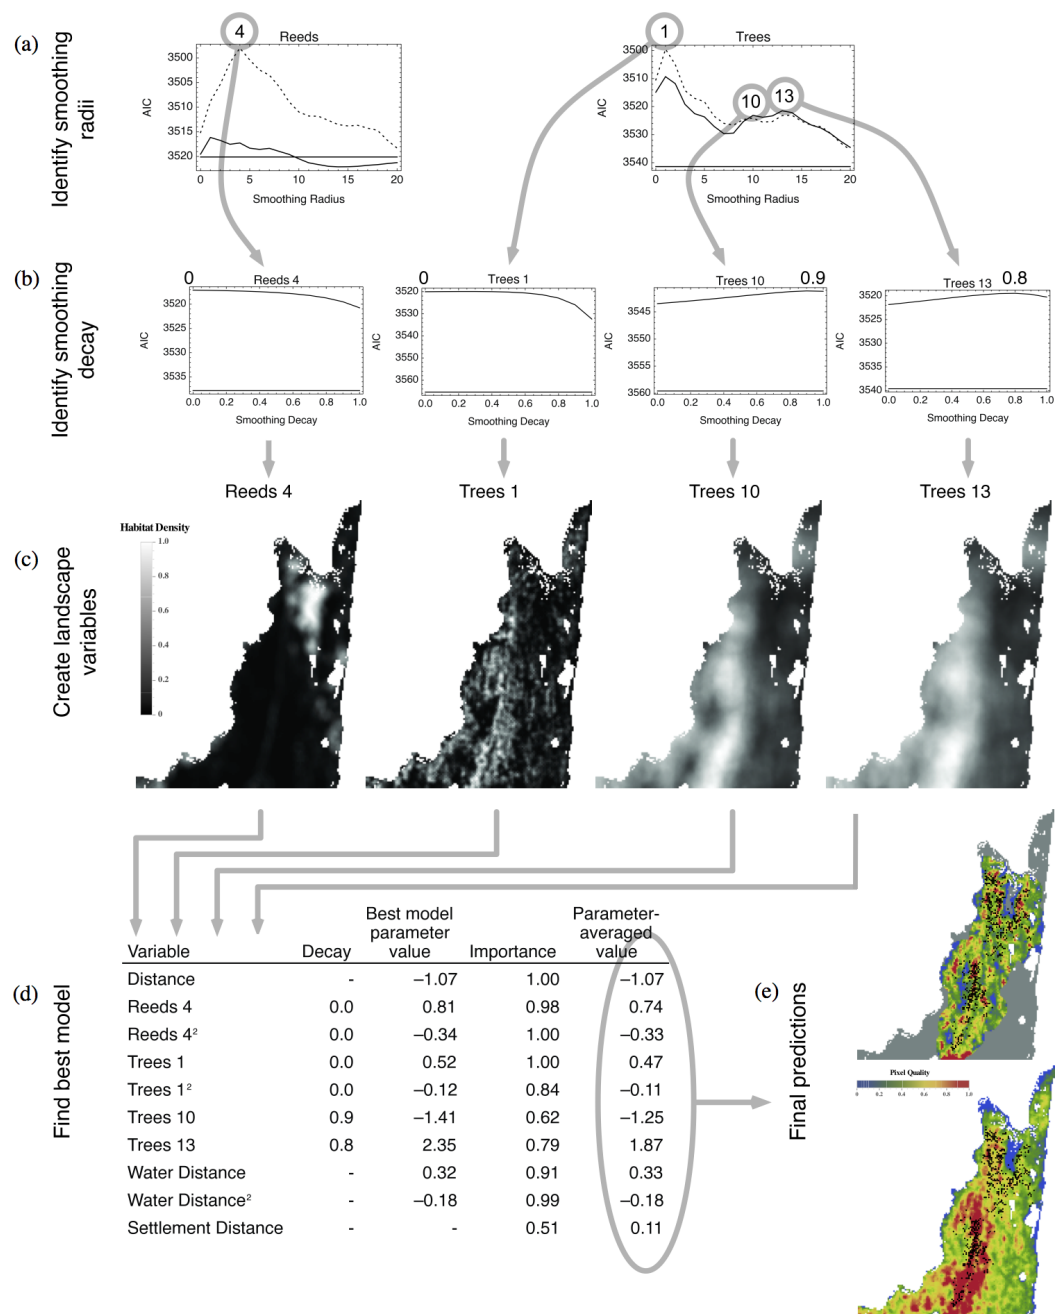 (a)
Identify smoothing
radii
4
Reeds
AIC
3500
3505
3510
3515
3520
0 5 10 15 20
Smoothing Radius
1
Trees
10
13
AIC
3500
3510
3520
3530
3540
0 5 10 15 20
Smoothing Radius
(b)
Identify smoothing
decay
0
Reeds 4
AIC
3520
3525
3530
3535
0.0 0.2 0.4 0.6 0.8 1.0
Smoothing Decay
0
Trees 1
AIC
3520
3530
3540
3550
3560
0.0 0.2 0.4 0.6 0.8 1.0
Smoothing Decay
Trees 10
0.9
AIC
3545
3550
3555
3560
0.0 0.2 0.4 0.6 0.8 1.0
Smoothing Decay
Trees 13
0.8
AIC
3520
3525
3530
3535
3540
0.0 0.2 0.4 0.6 0.8 1.0
Smoothing Decay
(c)
Create landscape
variables
Reeds 4
Trees 1
Trees 10
Trees 13
Habitat Density
1.0
0.8
0.6
0.4
0.2
0
(d)
Find best model
Variable Decay Best model parameter value Importance Parameter-averaged value
Distance - −1.07 1.00 −1.07
Reeds 4 0.0 0.81 0.98 0.74
Reeds 4² 0.0 −0.34 1.00 −0.33
Trees 1 0.0 0.52 1.00 0.47
Trees 1² 0.0 −0.12 0.84 −0.11
Trees 10 0.9 −1.41 0.62 −1.25
Trees 13 0.8 2.35 0.79 1.87
Water Distance - 0.32 0.91 0.33
Water Distance² - −0.18 0.99 −0.18
Settlement Distance - - 0.51 0.11
(e)
Final predictions
Pixel Quality
0 0.2 0.4 0.6 0.8 1.0